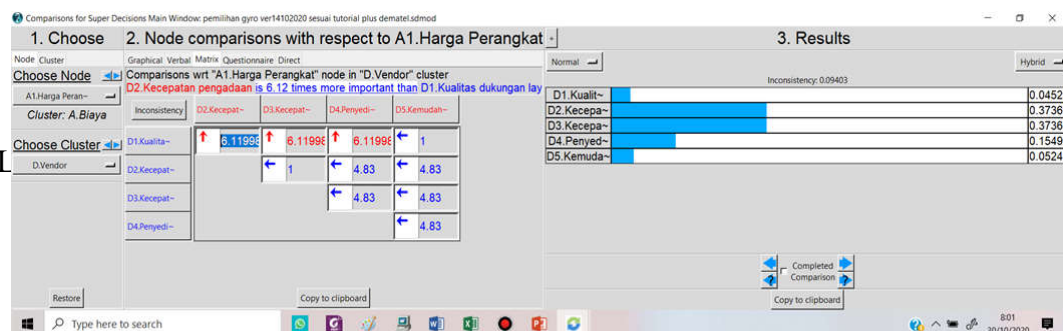 Comparisons for Super Decisions Main Window: pemilihan gyro ver14102020 sesuai tutorial plus dematel.sdmod
1. Choose
2. Node comparisons with respect to A1.Harga Perangkat
3. Results
Node Cluster
Graphical Verbal Matrix Questionnaire Direct
Normal
Hybrid
Choose Node
Comparisons wrt "A1.Harga Perangkat" node in "D.Vendor" cluster
D2.Kecepatan pengadaan is 6.12 times more important than D1.Kualitas dukungan lay
Inconsistency: 0.09403
A1.Harga Peran~
Cluster: A.Biaya
Inconsistency D2.Kecepat~ D3.Kecepat~ D4.Penyedi~ D5.Kemudan~
D1.Kualit~ 0.0452
D2.Kecepa~ 0.3736
D3.Kecepa~ 0.3736
D4.Penyed~ 0.1549
D5.Kemuda~ 0.0524
Choose Cluster
D.Vendor
D1.Kualita~ 6.11998 6.11998 6.11998 1
D2.Kecepat~ 1 4.83 4.83
D3.Kecepat~ 4.83 4.83
D4.Penyedi~ 4.83
L
Completed
Comparison
Restore
Copy to clipboard
Copy to clipboard
Type here to search
8:01
30/10/2020